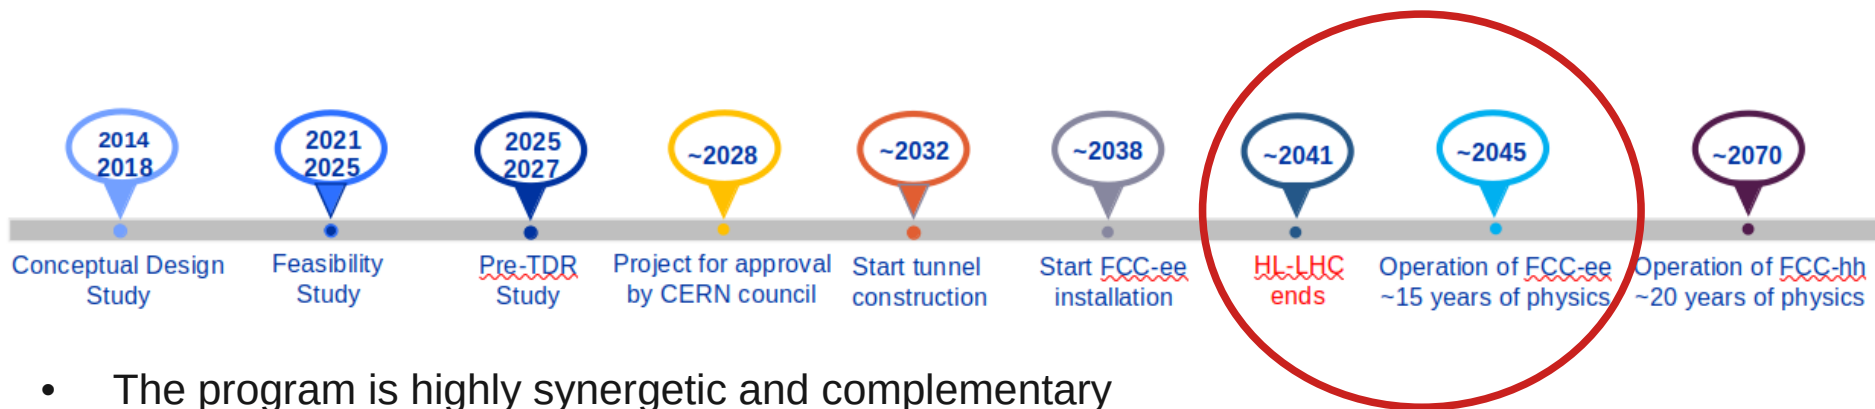 2014
2018
2021
2025
2025
2027
~2028
~2032
~2038
~2041
~2045
~2070
Conceptual Design
Study
Feasibility
Study
Pre-TDR
Study
Project for approval
by CERN council
Start tunnel
construction
Start FCC-ee
installation
HL-LHC
ends
Operation of FCC-ee
~15 years of physics
Operation of FCC-hh
~20 years of physics
• The program is highly synergetic and complementary